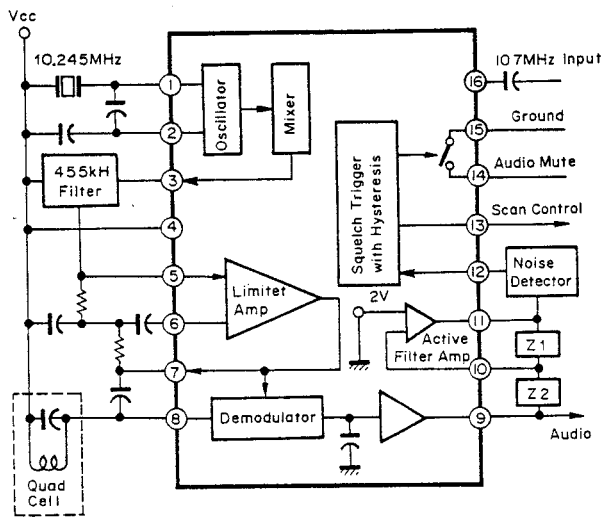 Vcc
10.245MHz
1
2
3
4
5
6
7
8
Oscillator
Mixer
455kH
Filter
Limitet
Amp
Demodulator
Quad
Cell
Squelch Trigger
with Hysteresis
2V
Active
Filter Amp
16
15
14
13
12
11
10
9
10.7MHz Input
Ground
Audio Mute
Scan Control
Noise
Detector
Z1
Z2
Audio